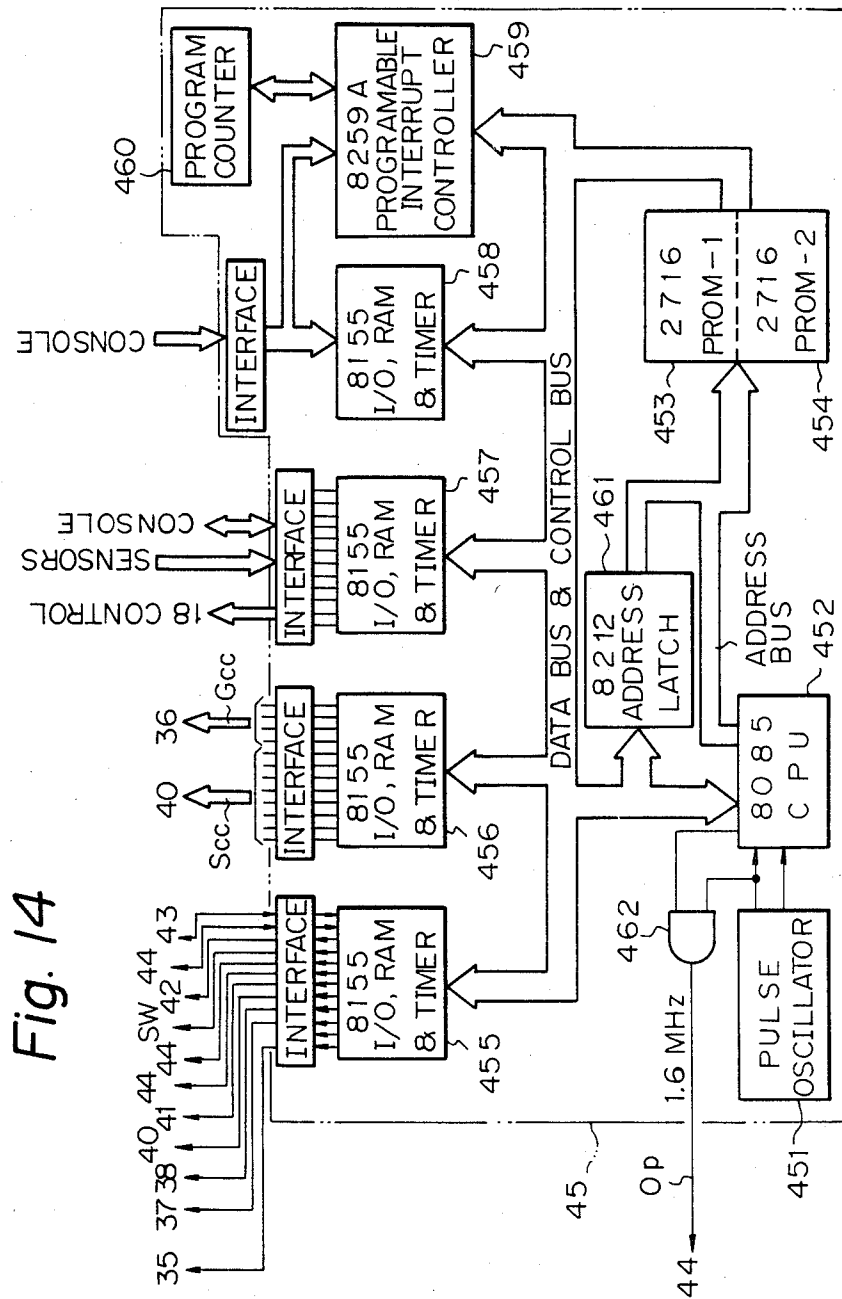 Fig. 14
35
37
38
40
41
44
44
SW
42
44
43
40
Scc
36
Gcc
18 CONTROL
SENSORS
CONSOLE
CONSOLE
INTERFACE
INTERFACE
INTERFACE
INTERFACE
460
PROGRAM
COUNTER
8155
I/O, RAM
& TIMER
455
8155
I/O, RAM
& TIMER
456
8155
I/O, RAM
& TIMER
457
8155
I/O, RAM
& TIMER
458
8259A
PROGRAMABLE
INTERRUPT
CONTROLLER
459
DATA BUS & CONTROL BUS
45
Op
44
1.6 MHz
462
PULSE
OSCILLATOR
451
8085
CPU
452
8212
ADDRESS
LATCH
461
ADDRESS
BUS
453
2716
PROM-1
2716
PROM-2
454